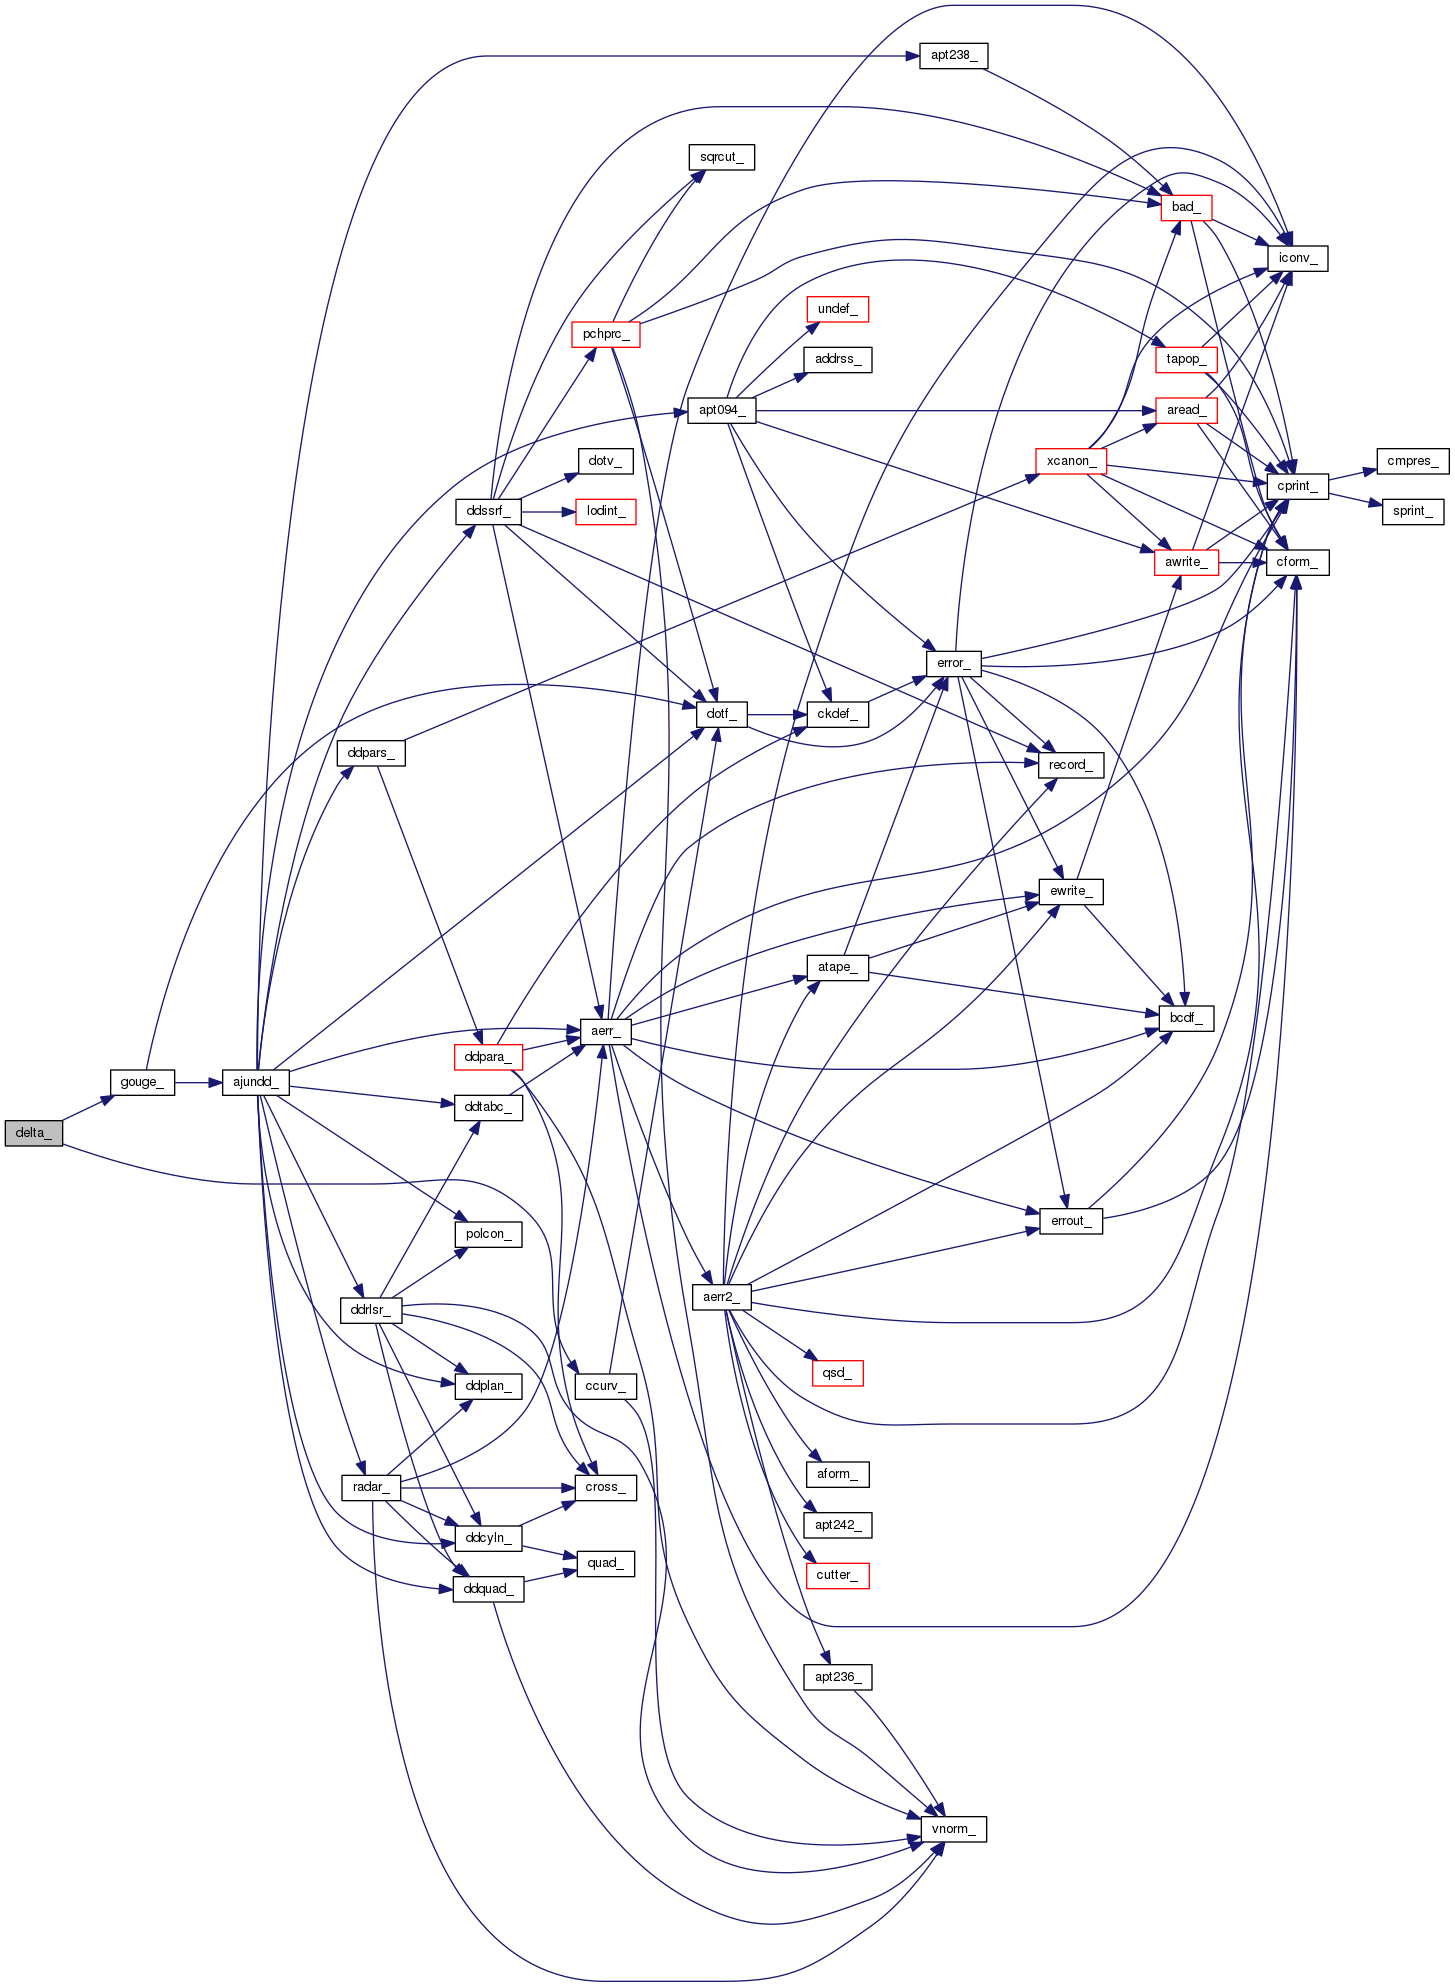 apt238_
sqrcut_
bad_
iconv_
undef_
pchprc_
addrss_
tapop_
apt094_
aread_
dotv_
xcanon_
cmpres_
cprint_
ddssrf_
lodint_
sprint_
awrite_
cform_
error_
dotf_
ckdef_
ddpars_
record_
ewrite_
atape_
bcdf_
aerr_
ddpara_
gouge_
ajundd_
ddtabc_
delta_
errout_
polcon_
aerr2_
ddrlsr_
qsd_
ddplan_
ccurv_
aform_
radar_
cross_
apt242_
ddcyln_
quad_
cutter_
ddquad_
apt236_
vnorm_